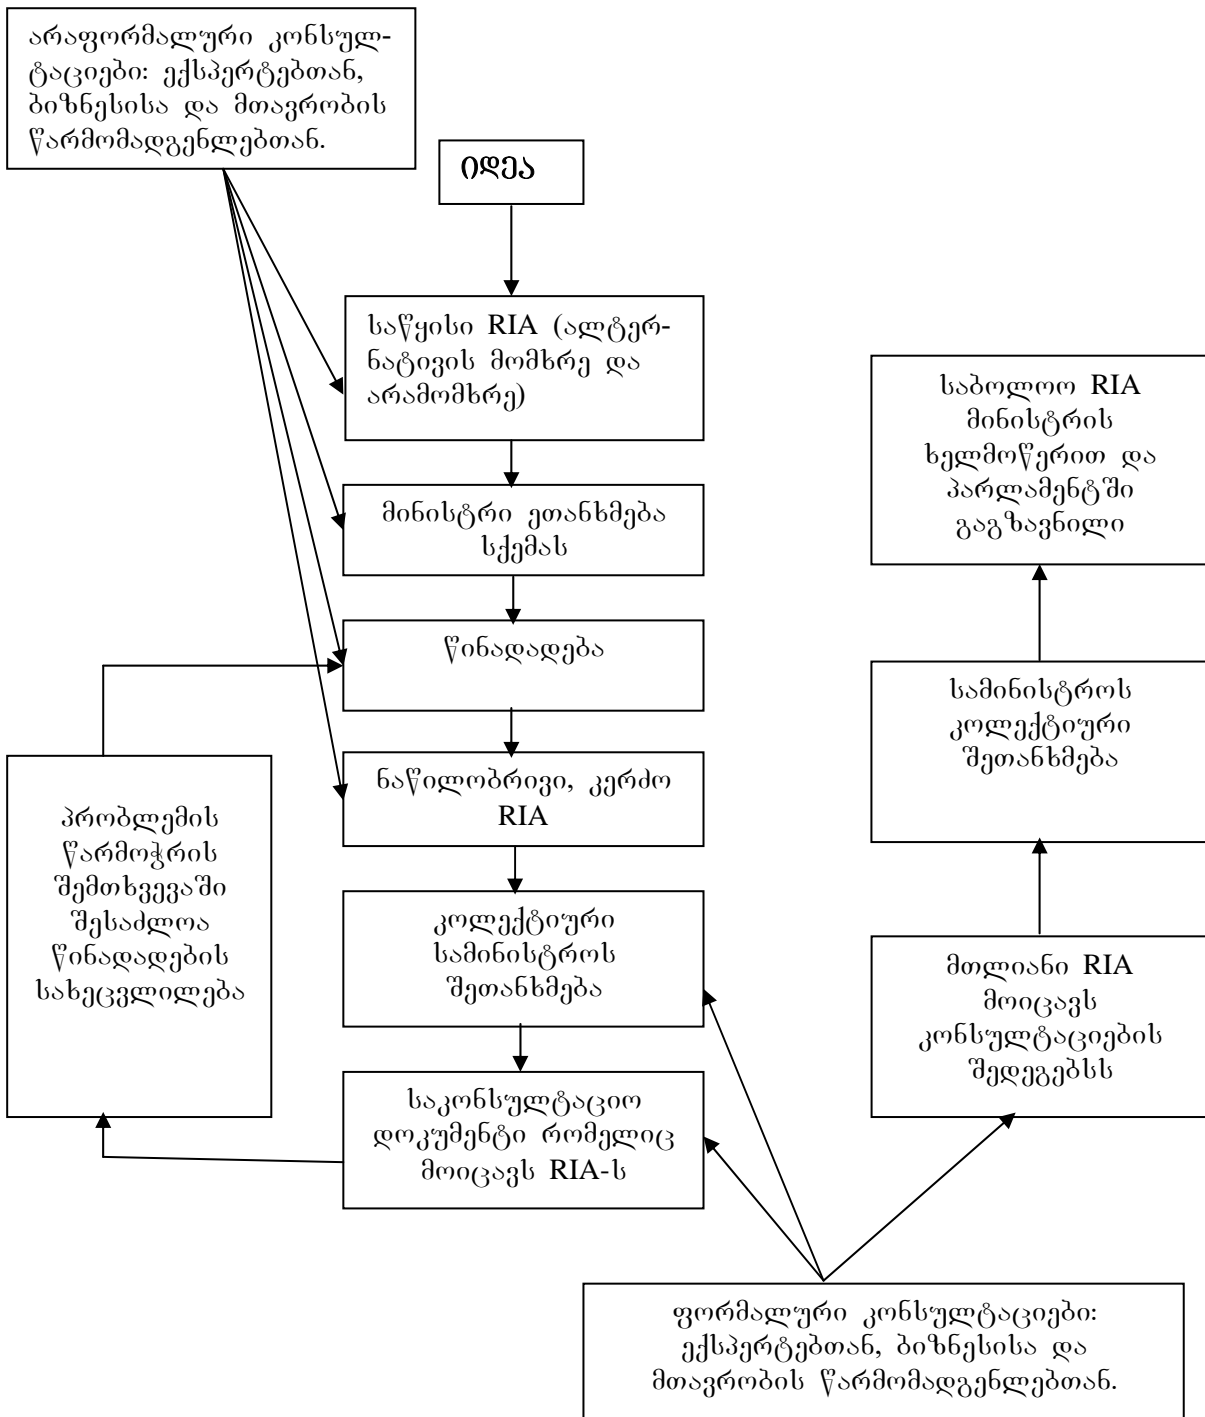 არაფორმალური კონსულ-
ტაციები: ექსპერტებთან,
ბიზნესისა და მთავრობის
წარმომადგენლებთან.
იდეა
საწყისი RIA (ალტერ-
ნატივის მომხრე და
არამომხრე)
მინისტრი ეთანხმება
სქემას
წინადადება
ნაწილობრივი, კერძო
RIA
კოლექტიური
სამინისტროს
შეთანხმება
საკონსულტაციო
დოკუმენტი რომელიც
მოიცავს RIA-ს
პრობლემის
წარმოჭრის
შემთხვევაში
შესაძლოა
წინადადების
სახეცვლილება
საბოლოო RIA
მინისტრის
ხელმოწერით და
პარლამენტში
გაგზავნილი
სამინისტროს
კოლექტიური
შეთანხმება
მთლიანი RIA
მოიცავს
კონსულტაციების
შედეგებსს
ფორმალური კონსულტაციები:
ექსპერტებთან, ბიზნესისა და
მთავრობის წარმომადგენლებთან.